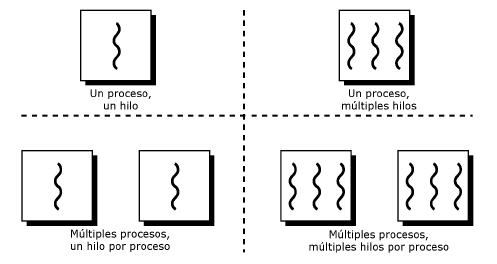 Un proceso,
un hilo
Un proceso,
múltiples hilos
Múltiples procesos,
un hilo por proceso
Múltiples procesos,
múltiples hilos por proceso